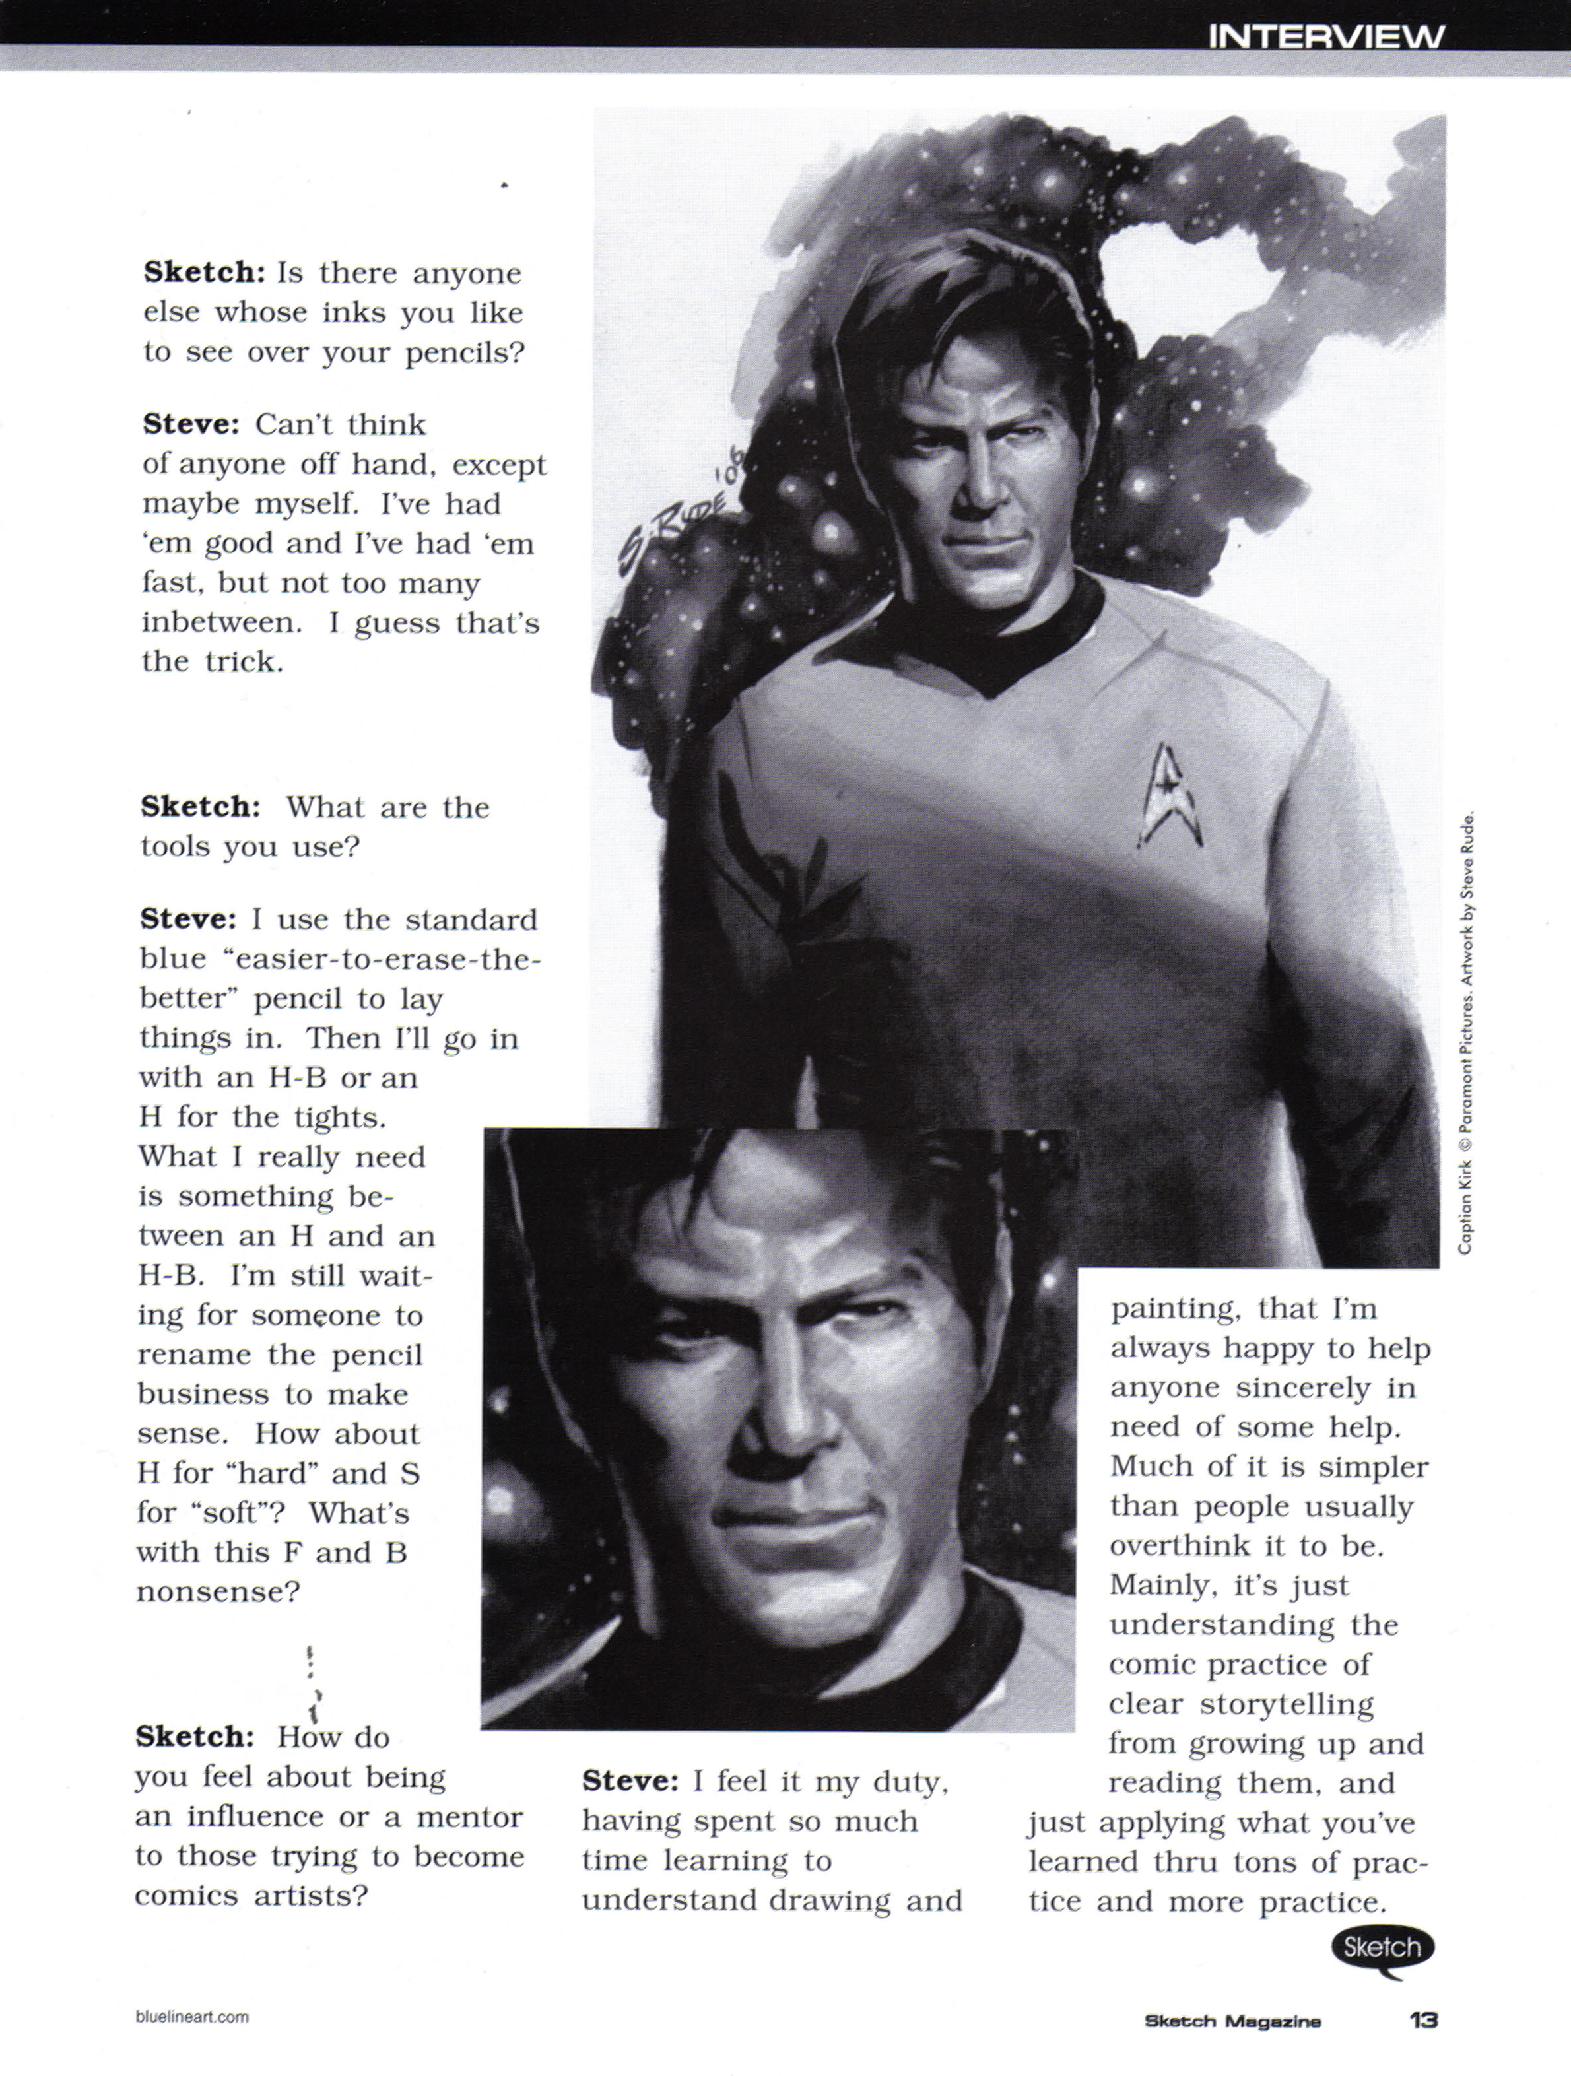 INTERVIEW
Sketch: Is there anyone
else whose inks you like
to see over your pencils?
Steve: Can't think
of anyone off hand, except
maybe myself. I've had
‘em good and I've had ‘em
fast, but not too many
inbetween. I guess that's
the trick.
Sketch: What are the
tools you use?
Steve: I use the standard
blue “easier-to-erase-the-
better” pencil to lay
things in. Then I'll go in
with an H-B or an
H for the tights.
What I really need
is something be-
tween an H and an
H-B. I'm still wait-
ing for someone to
rename the pencil
business to make
sense. How about
H for “hard” and S
for “soft”? What's
with this F and B
nonsense?
Sketch: How do
you feel about being
an influence or a mentor
to those trying to become
comics artists?
S. RUDE '06
Captian Kirk © Paramont Pictures. Artwork by Steve Rude.
Steve: I feel it my duty,
having spent so much
time learning to
understand drawing and
painting, that I'm
always happy to help
anyone sincerely in
need of some help.
Much of it is simpler
than people usually
overthink it to be.
Mainly, it's just
understanding the
comic practice of
clear storytelling
from growing up and
reading them, and
just applying what you've
learned thru tons of prac-
tice and more practice.
Sketch
bluelineart.com
Sketch Magazine 13